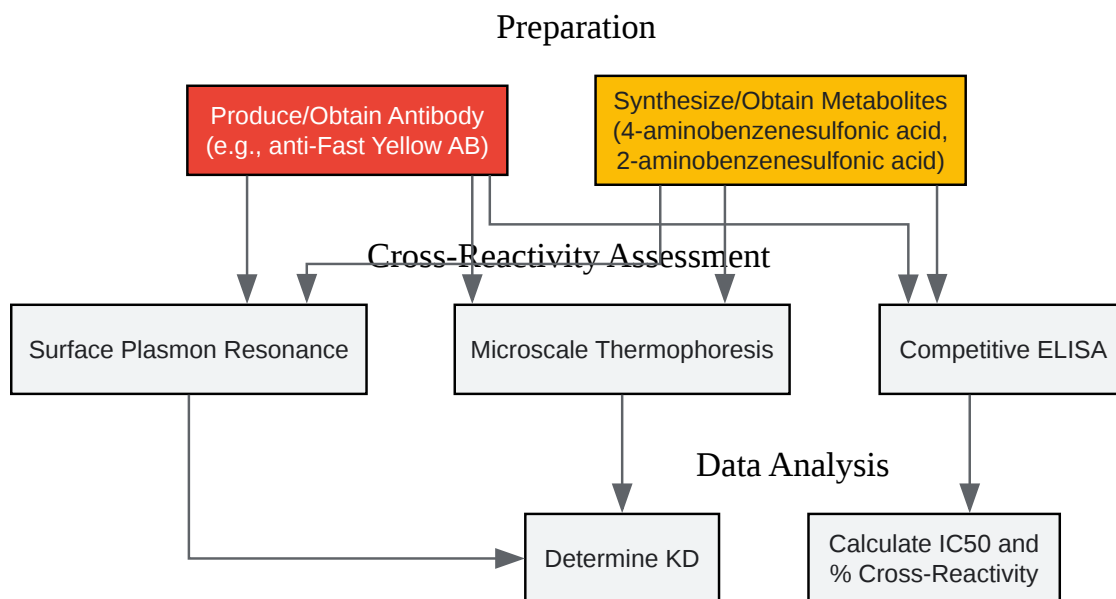 Preparation
Produce/Obtain Antibody
(e.g., anti-Fast Yellow AB)
Synthesize/Obtain Metabolites
(4-aminobenzenesulfonic acid,
2-aminobenzenesulfonic acid)
Cross-Reactivity Assessment
Surface Plasmon Resonance
Microscale Thermophoresis
Competitive ELISA
Data Analysis
Determine KD
Calculate IC50 and
% Cross-Reactivity